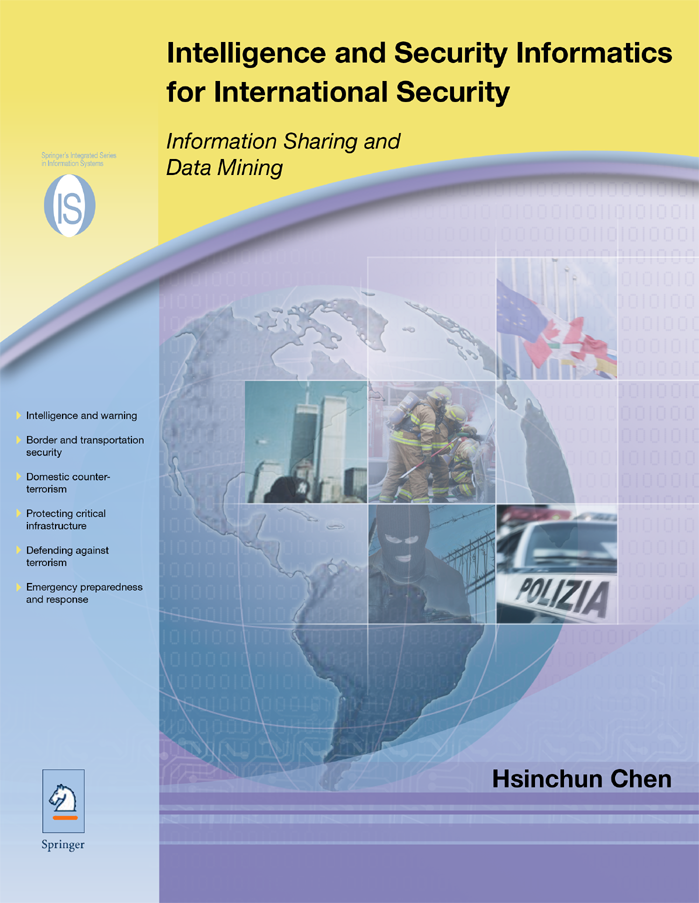 Intelligence and Security Informatics
for International Security
Information Sharing and
Data Mining
Springer's Integrated Series
in Information Systems
IS
Intelligence and warning
Border and transportation
security
Domestic counter-
terrorism
Protecting critical
infrastructure
Defending against
terrorism
Emergency preparedness
and response
POLIZIA
Hsinchun Chen
Springer